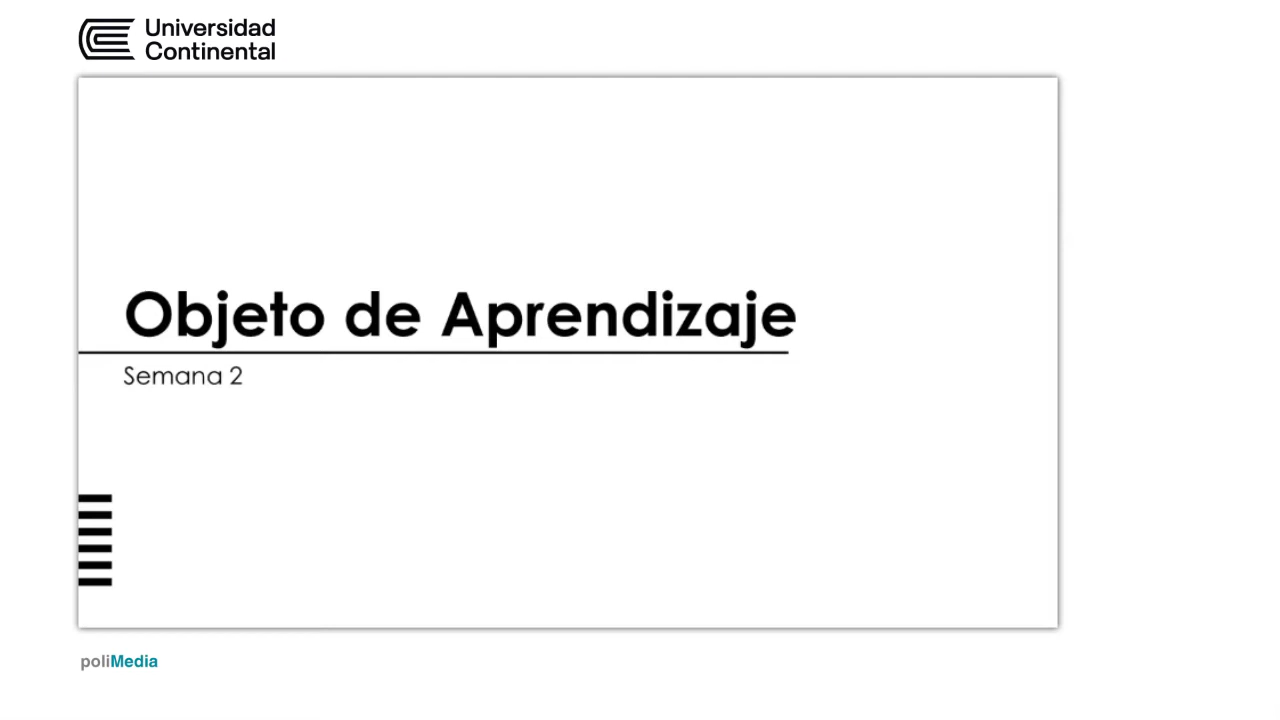 Universidad
Continental
Objeto de Aprendizaje
Semana 2
poliMedia